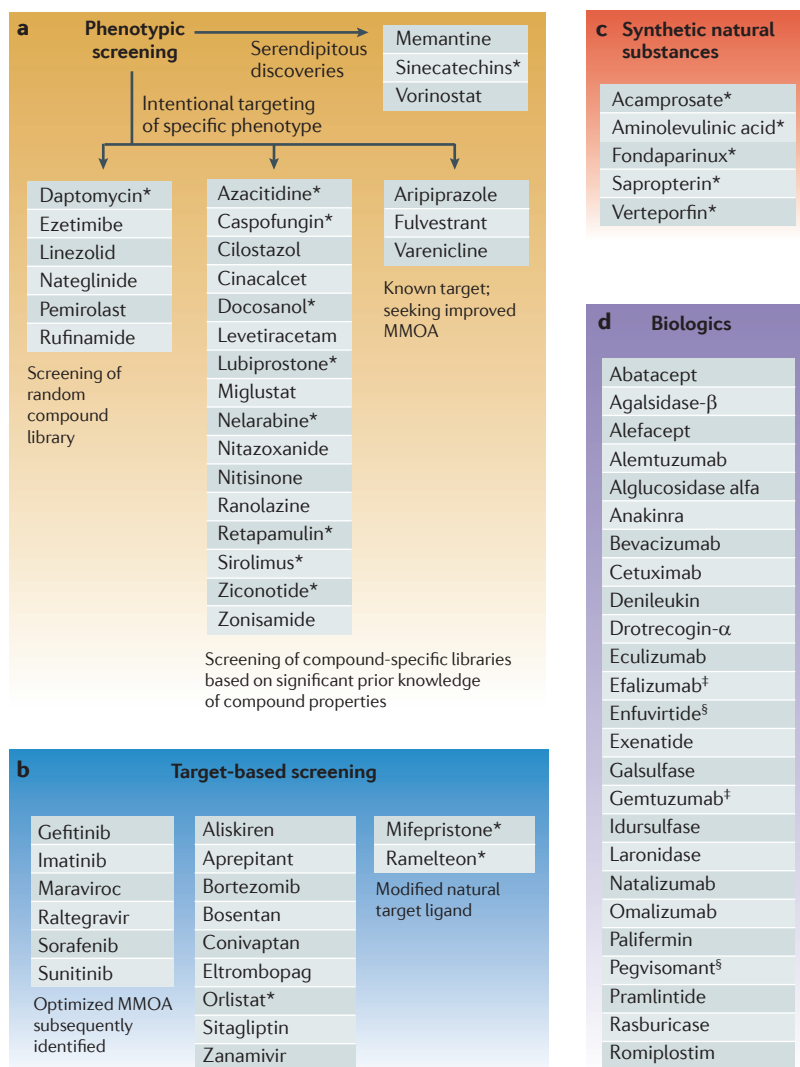 a
Phenotypic
screening
Serendipitous
discoveries
Memantine
Sinecatechins*
Vorinostat
Intentional targeting
of specific phenotype
Daptomycin*
Ezetimibe
Linezolid
Nateglinide
Pemirolast
Rufinamide
Screening of
random
compound
library
Azacitidine*
Caspofungin*
Cilostazol
Cinacalcet
Docosanol*
Levetiracetam
Lubiprostone*
Miglustat
Nelarabine*
Nitazoxanide
Nitisinone
Ranolazine
Retapamulin*
Sirolimus*
Ziconotide*
Zonisamide
Screening of compound-specific libraries
based on significant prior knowledge
of compound properties
Aripiprazole
Fulvestrant
Varenicline
Known target;
seeking improved
MMOA
b
Target-based screening
Gefitinib
Imatinib
Maraviroc
Raltegravir
Sorafenib
Sunitinib
Optimized MMOA
subsequently
identified
Aliskiren
Aprepitant
Bortezomib
Bosentan
Conivaptan
Eltrombopag
Orlistat*
Sitagliptin
Zanamivir
Mifepristone*
Ramelteon*
Modified natural
target ligand
c Synthetic natural
substances
Acamprosate*
Aminolevulinic acid*
Fondaparinux*
Sapropterin*
Verteporfin*
d Biologics
Abatacept
Agalsidase-β
Alefacept
Alemtuzumab
Alglucosidase alfa
Anakinra
Bevacizumab
Cetuximab
Denileukin
Drotrecogin-α
Eculizumab
Efalizumab‡
Enfuvirtide§
Exenatide
Galsulfase
Gemtuzumab‡
Idursulfase
Laronidase
Natalizumab
Omalizumab
Palifermin
Pegvisomant§
Pramlintide
Rasburicase
Romiplostim